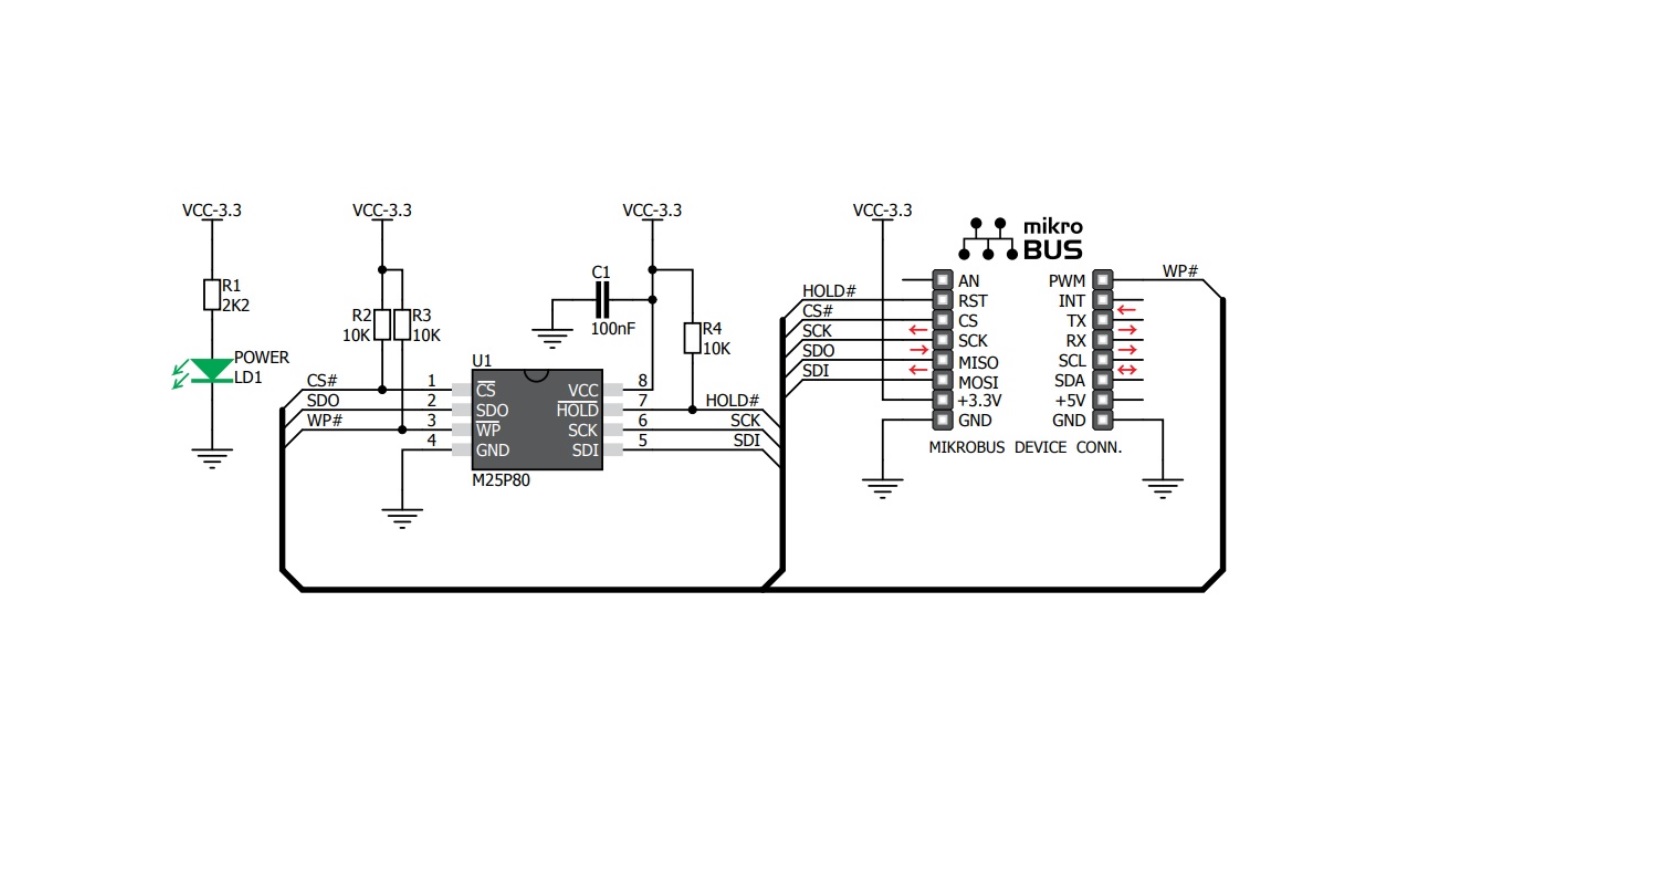 VCC-3.3
VCC-3.3
VCC-3.3
VCC-3.3
mikro
BUS
R1
2K2
POWER
LD1
R2
10K
R3
10K
C1
100nF
R4
10K
U1
CS#
SDO
WP#
1
2
3
4
CS
SDO
WP
GND
VCC
HOLD
SCK
SDI
8
7
6
5
HOLD#
SCK
SDI
M25P80
HOLD#
CS#
SCK
SDO
SDI
AN
RST
CS
SCK
MISO
MOSI
+3.3V
GND
PWM
INT
TX
RX
SCL
SDA
+5V
GND
WP#
MIKROBUS DEVICE CONN.